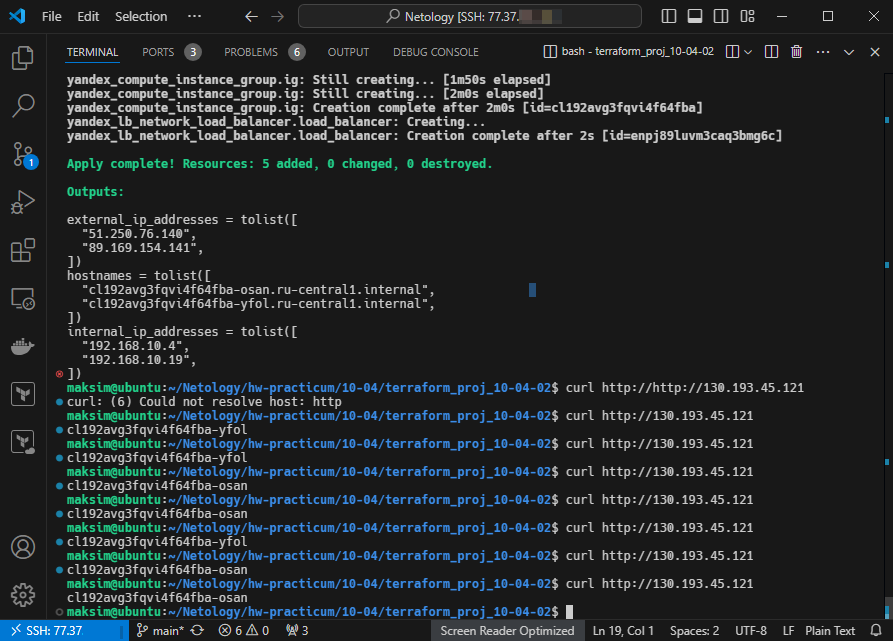 File Edit Selection ··· Netology [SSH: 77.37.
TERMINAL PORTS 3 PROBLEMS 6 OUTPUT DEBUG CONSOLE bash - terraform_proj_10-04-02
yandex_compute_instance_group.ig: Still creating... [1m50s elapsed]
yandex_compute_instance_group.ig: Still creating... [2m0s elapsed]
yandex_compute_instance_group.ig: Creation complete after 2m0s [id=cl192avg3fqvi4f64fba]
yandex_lb_network_load_balancer.load_balancer: Creating...
yandex_lb_network_load_balancer.load_balancer: Creation complete after 2s [id=enpj89luvm3caq3bmg6c]
Apply complete! Resources: 5 added, 0 changed, 0 destroyed.
Outputs:
external_ip_addresses = tolist([
"51.250.76.140",
"89.169.154.141",
])
hostnames = tolist([
"cl192avg3fqvi4f64fba-osan.ru-central1.internal",
"cl192avg3fqvi4f64fba-yfol.ru-central1.internal",
])
internal_ip_addresses = tolist([
"192.168.10.4",
"192.168.10.19",
])
maksim@ubuntu:~/Netology/hw-practicum/10-04/terraform_proj_10-04-02$ curl http://http://130.193.45.121
curl: (6) Could not resolve host: http
maksim@ubuntu:~/Netology/hw-practicum/10-04/terraform_proj_10-04-02$ curl http://130.193.45.121
cl192avg3fqvi4f64fba-yfol
maksim@ubuntu:~/Netology/hw-practicum/10-04/terraform_proj_10-04-02$ curl http://130.193.45.121
cl192avg3fqvi4f64fba-yfol
maksim@ubuntu:~/Netology/hw-practicum/10-04/terraform_proj_10-04-02$ curl http://130.193.45.121
cl192avg3fqvi4f64fba-osan
maksim@ubuntu:~/Netology/hw-practicum/10-04/terraform_proj_10-04-02$ curl http://130.193.45.121
cl192avg3fqvi4f64fba-osan
maksim@ubuntu:~/Netology/hw-practicum/10-04/terraform_proj_10-04-02$ curl http://130.193.45.121
cl192avg3fqvi4f64fba-yfol
maksim@ubuntu:~/Netology/hw-practicum/10-04/terraform_proj_10-04-02$ curl http://130.193.45.121
cl192avg3fqvi4f64fba-osan
maksim@ubuntu:~/Netology/hw-practicum/10-04/terraform_proj_10-04-02$ curl http://130.193.45.121
cl192avg3fqvi4f64fba-osan
maksim@ubuntu:~/Netology/hw-practicum/10-04/terraform_proj_10-04-02$
1
SSH: 77.37 main* 6 0 3 Screen Reader Optimized Ln 19, Col 1 Spaces: 2 UTF-8 LF Plain Text